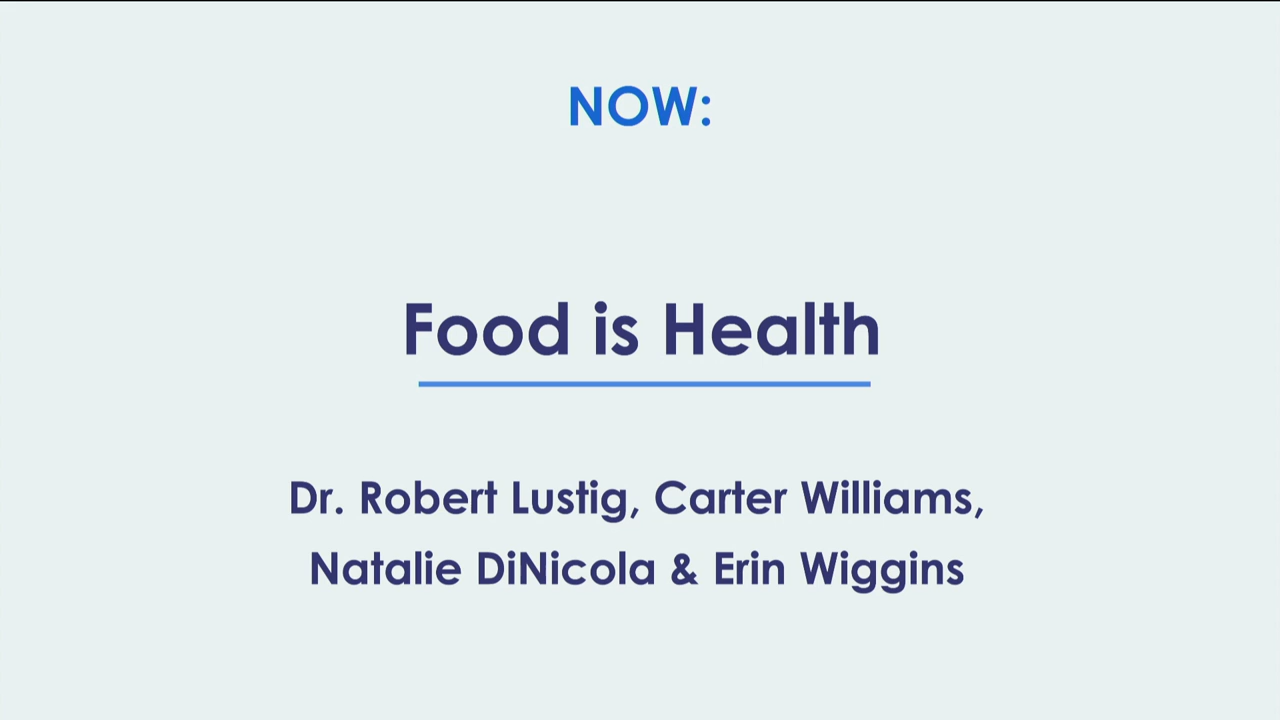 NOW:
Food is Health
Dr. Robert Lustig, Carter Williams,
Natalie DiNicola & Erin Wiggins